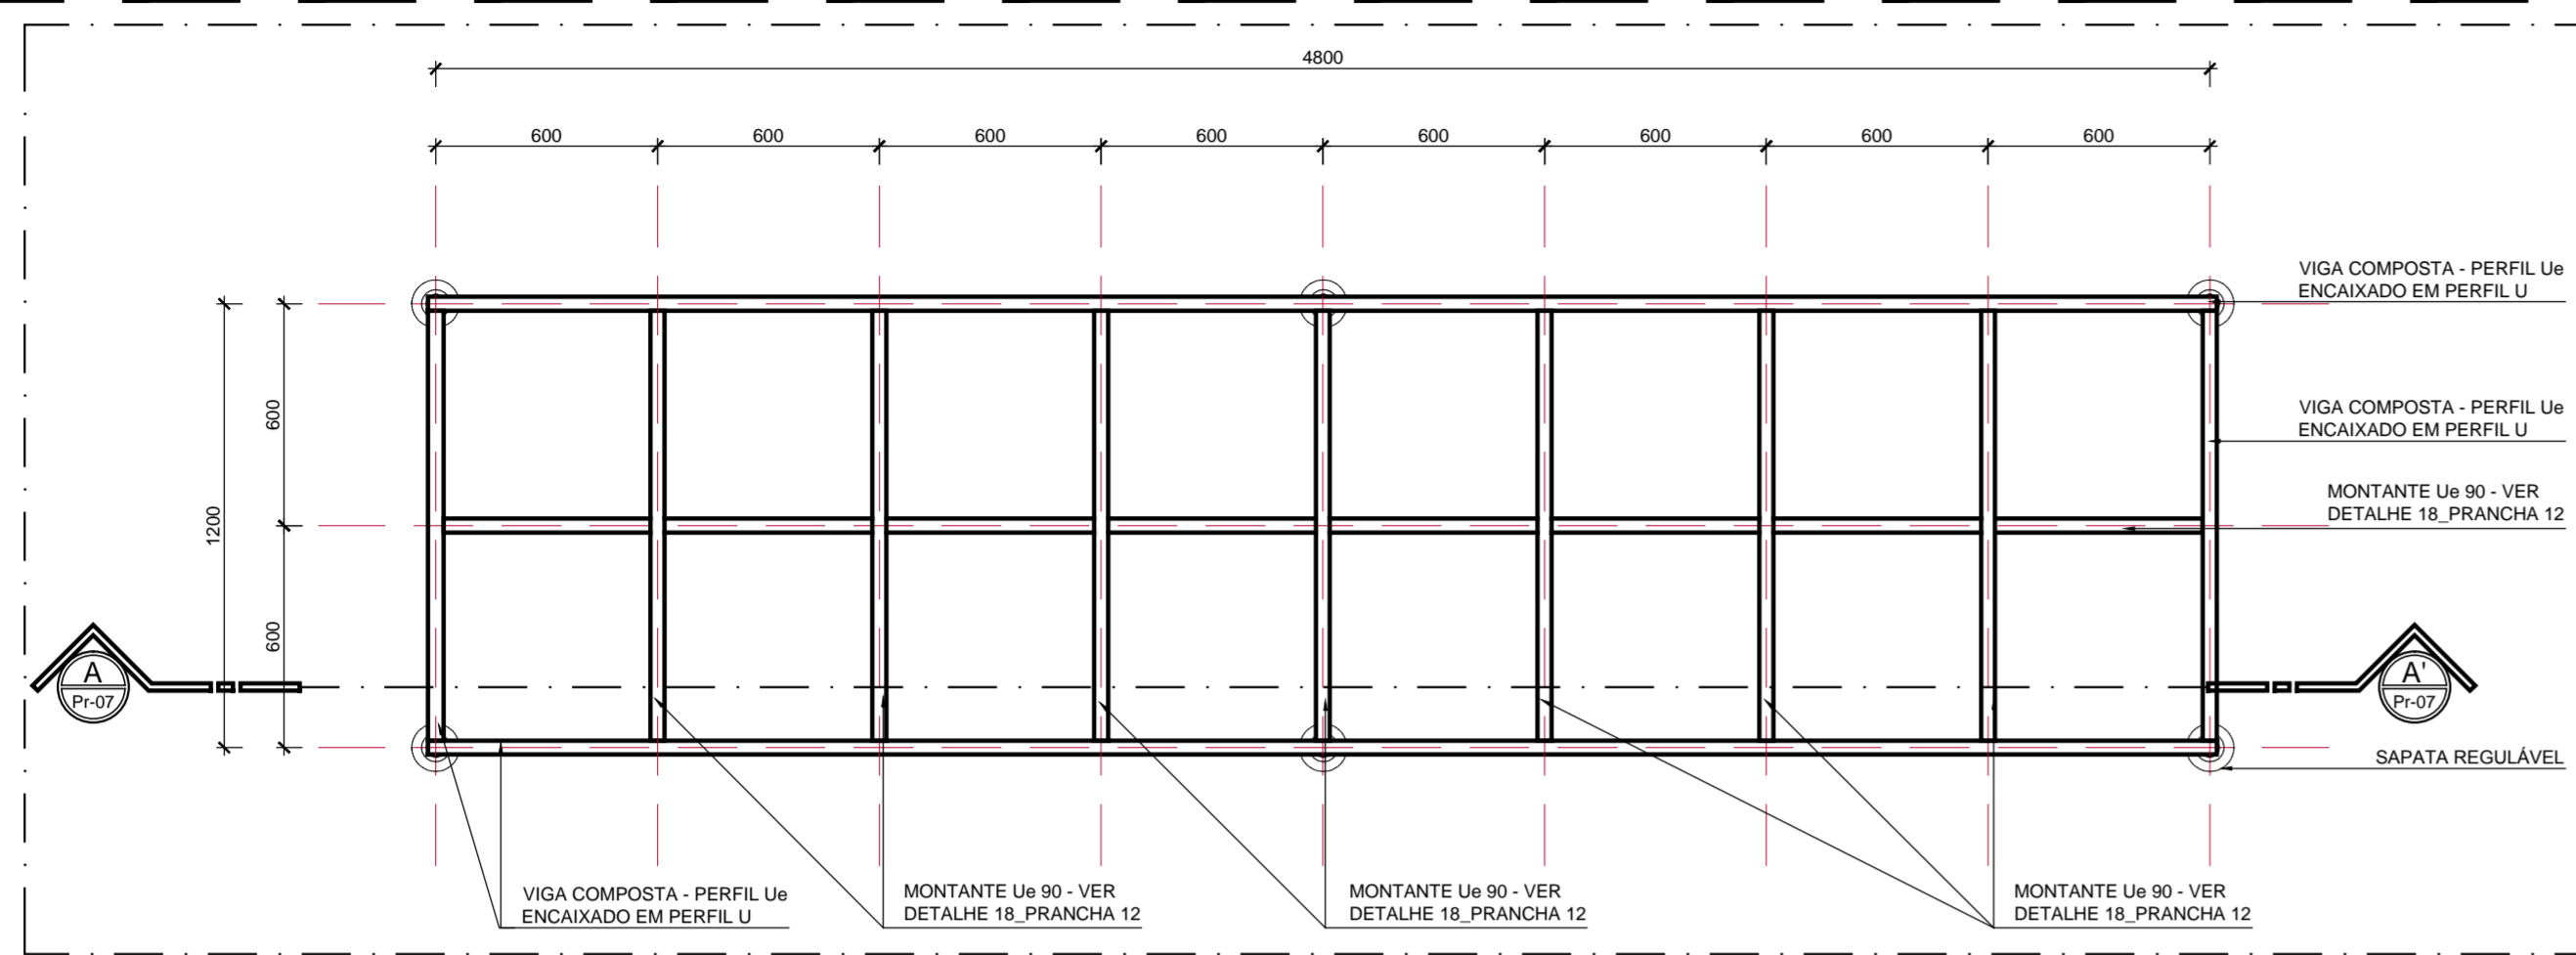 4800
600 600 600 600 600 600 600 600
VIGA COMPOSTA - PERFIL Ue
ENCAIXADO EM PERFIL U
VIGA COMPOSTA - PERFIL Ue
ENCAIXADO EM PERFIL U
600
MONTANTE Ue 90 - VER
DETALHE 18_PRANCHA 12
1200
600
A
Pr-07
A'
Pr-07
SAPATA REGULÁVEL
VIGA COMPOSTA - PERFIL Ue
ENCAIXADO EM PERFIL U
MONTANTE Ue 90 - VER
DETALHE 18_PRANCHA 12
MONTANTE Ue 90 - VER
DETALHE 18_PRANCHA 12
MONTANTE Ue 90 - VER
DETALHE 18_PRANCHA 12